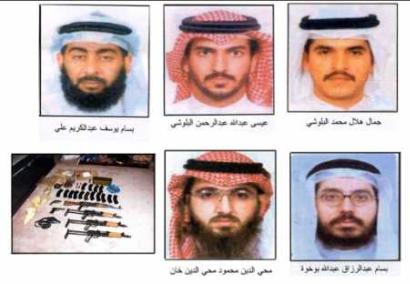 جمال هلال محمد البلوشي
عيسى عبدالله عبدالرحمن البلوشي
بسام يوسف عبدالكريم علي
بسام عبدالرزاق عبدالله بوخوة
محي الدين محمود محي الدين خان